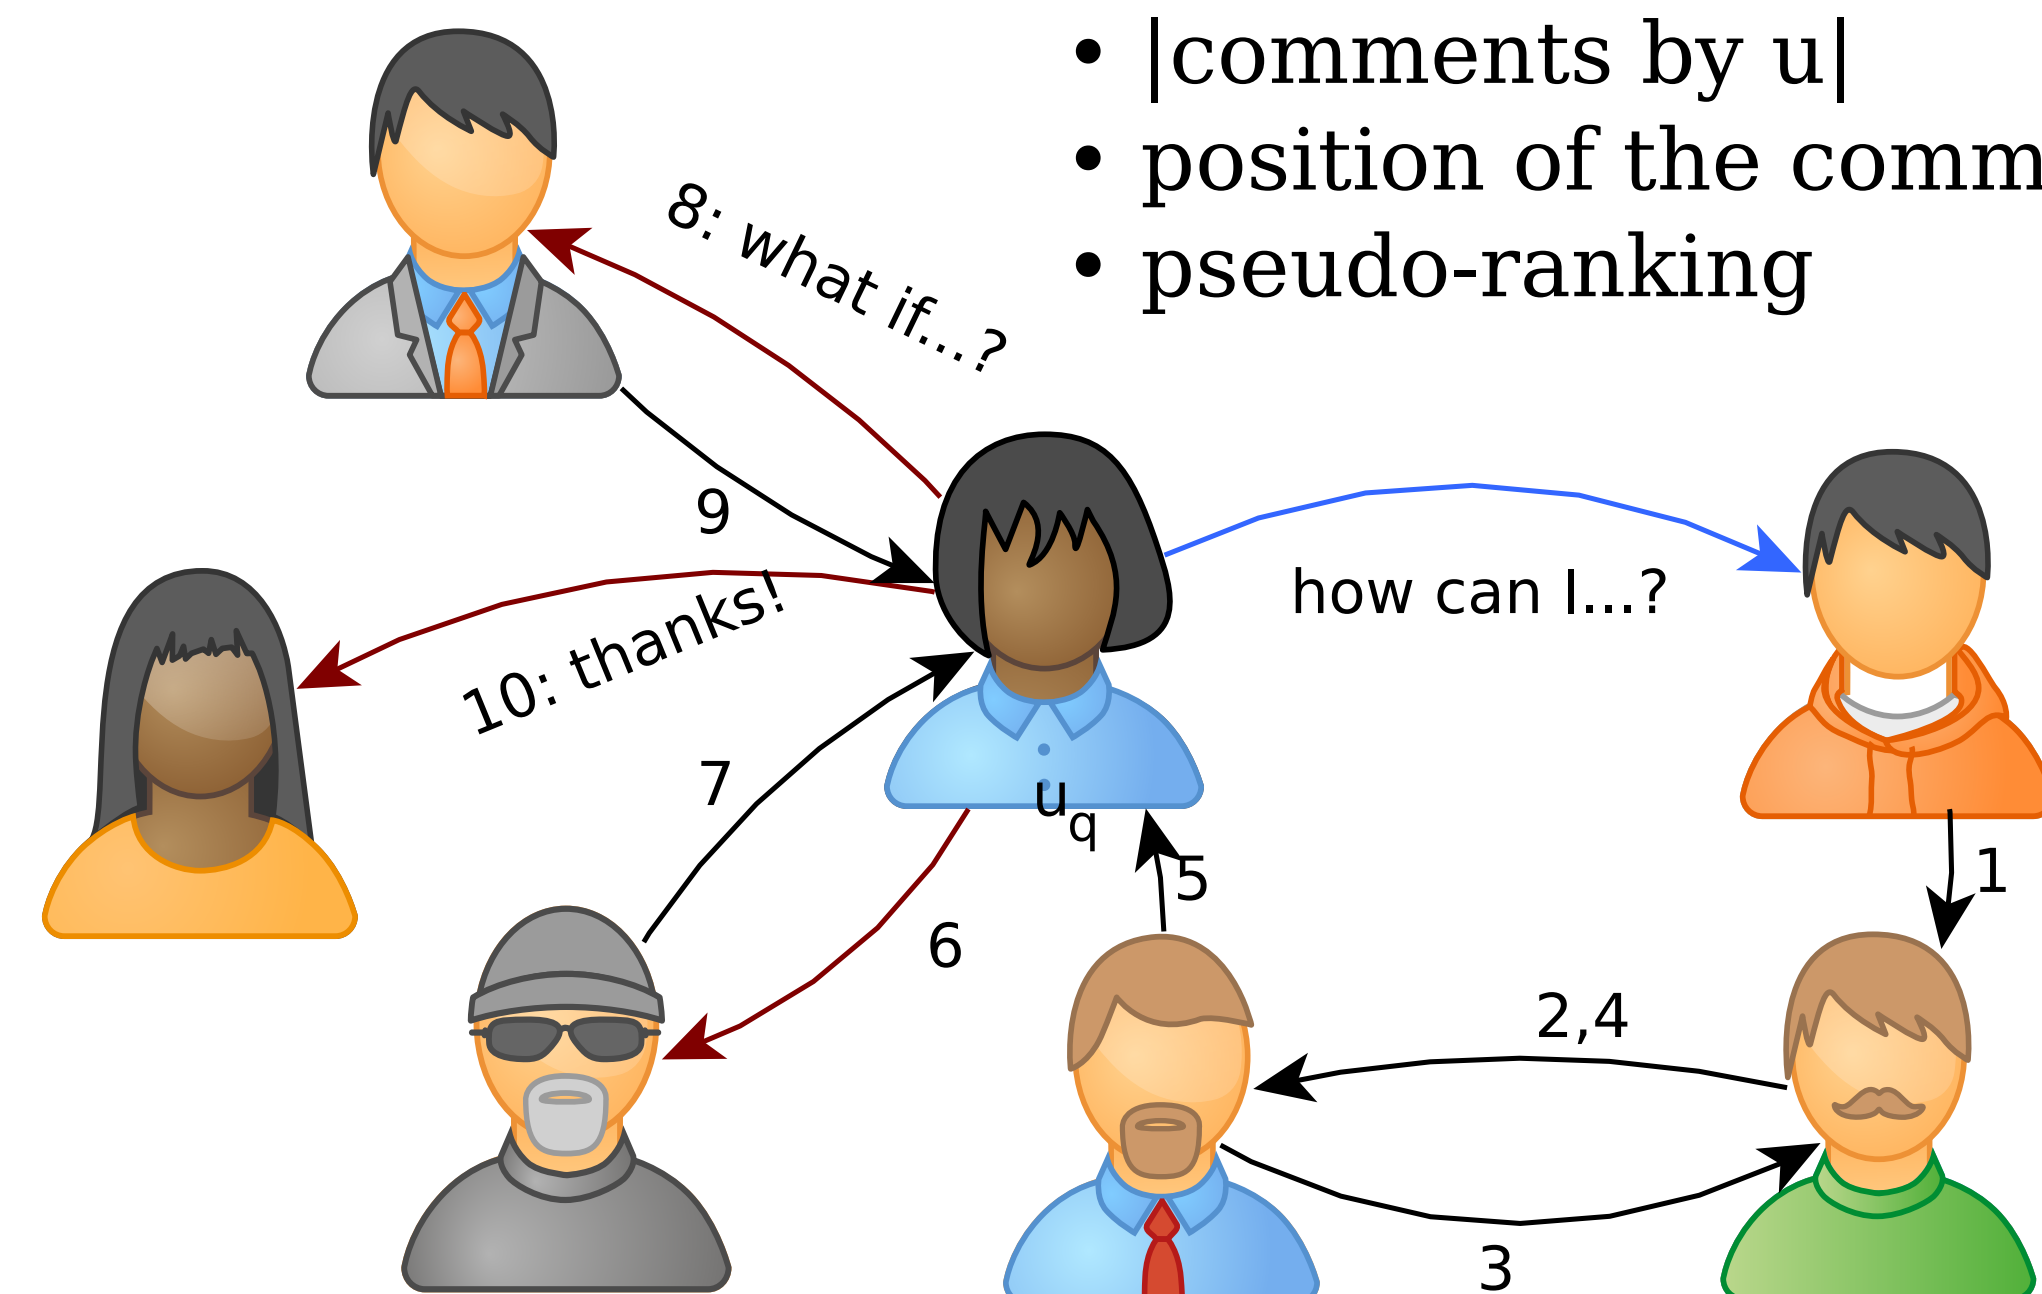 • |comments by u|
• position of the comm
• pseudo-ranking
8: what if...?
9
how can I...?
10: thanks!
7
u_q
5
1
6
2,4
3